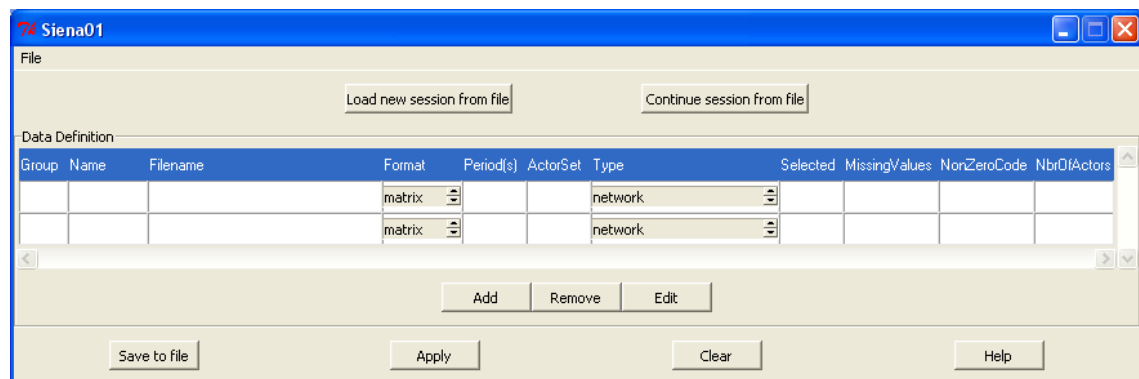 Siena01
File
Load new session from file Continue session from file
Data Definition
Group Name Filename Format Period(s) ActorSet Type Selected MissingValues NonZeroCode NbrOfActors
matrix network
matrix network
Add Remove Edit
Save to file Apply Clear Help